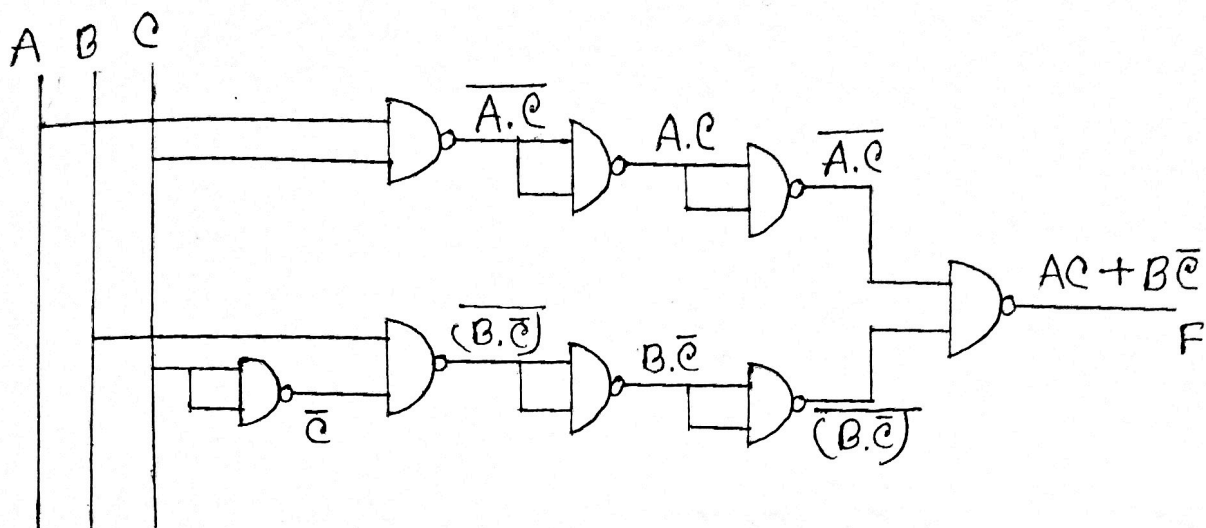 A B C
A̅.̅C̅
A.C
A̅.̅C̅
AC + BC̅
F
(̅B̅.̅C̅)̅
B.C̅
C̅
(̅B̅.̅C̅)̅